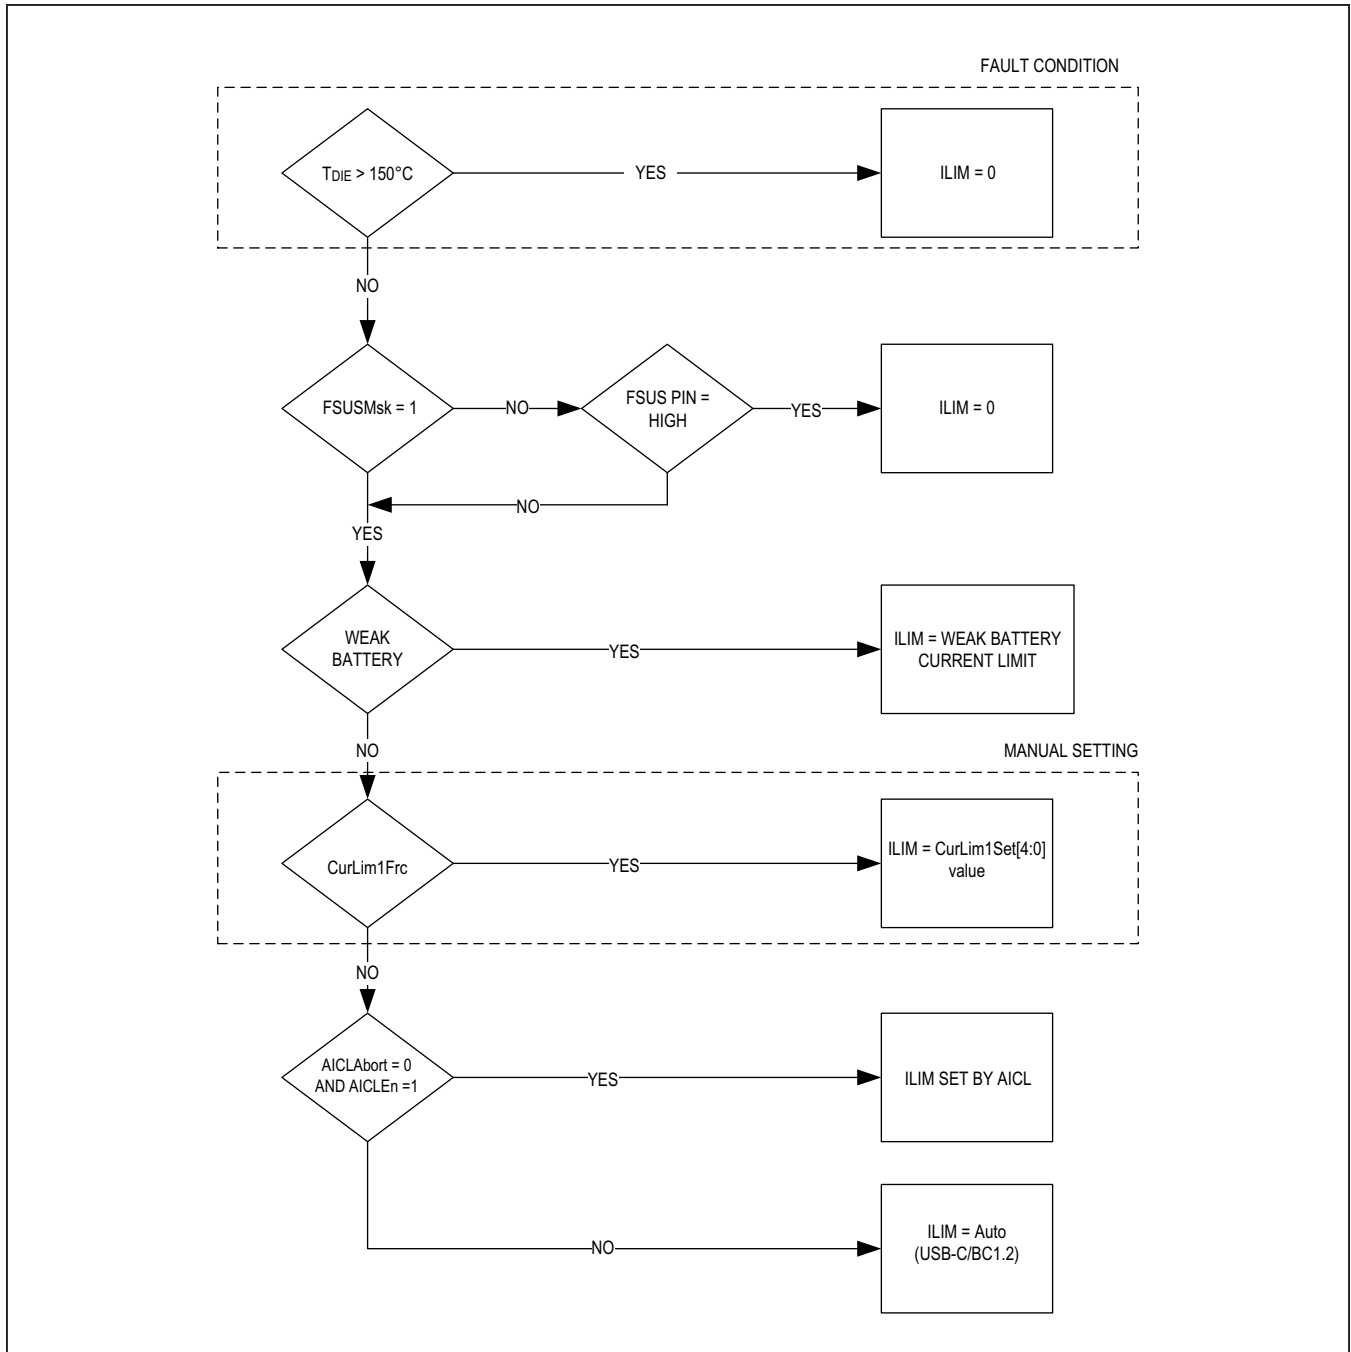 FAULT CONDITION
TDIE > 150°C
YES
ILIM = 0
NO
FSUSMsk = 1
NO
FSUS PIN =
HIGH
YES
ILIM = 0
NO
YES
WEAK
BATTERY
YES
ILIM = WEAK BATTERY
CURRENT LIMIT
NO
MANUAL SETTING
CurLim1Frc
YES
ILIM = CurLim1Set[4:0]
value
NO
AICLAbort = 0
AND AICLEn =1
YES
ILIM SET BY AICL
NO
ILIM = Auto
(USB-C/BC1.2)